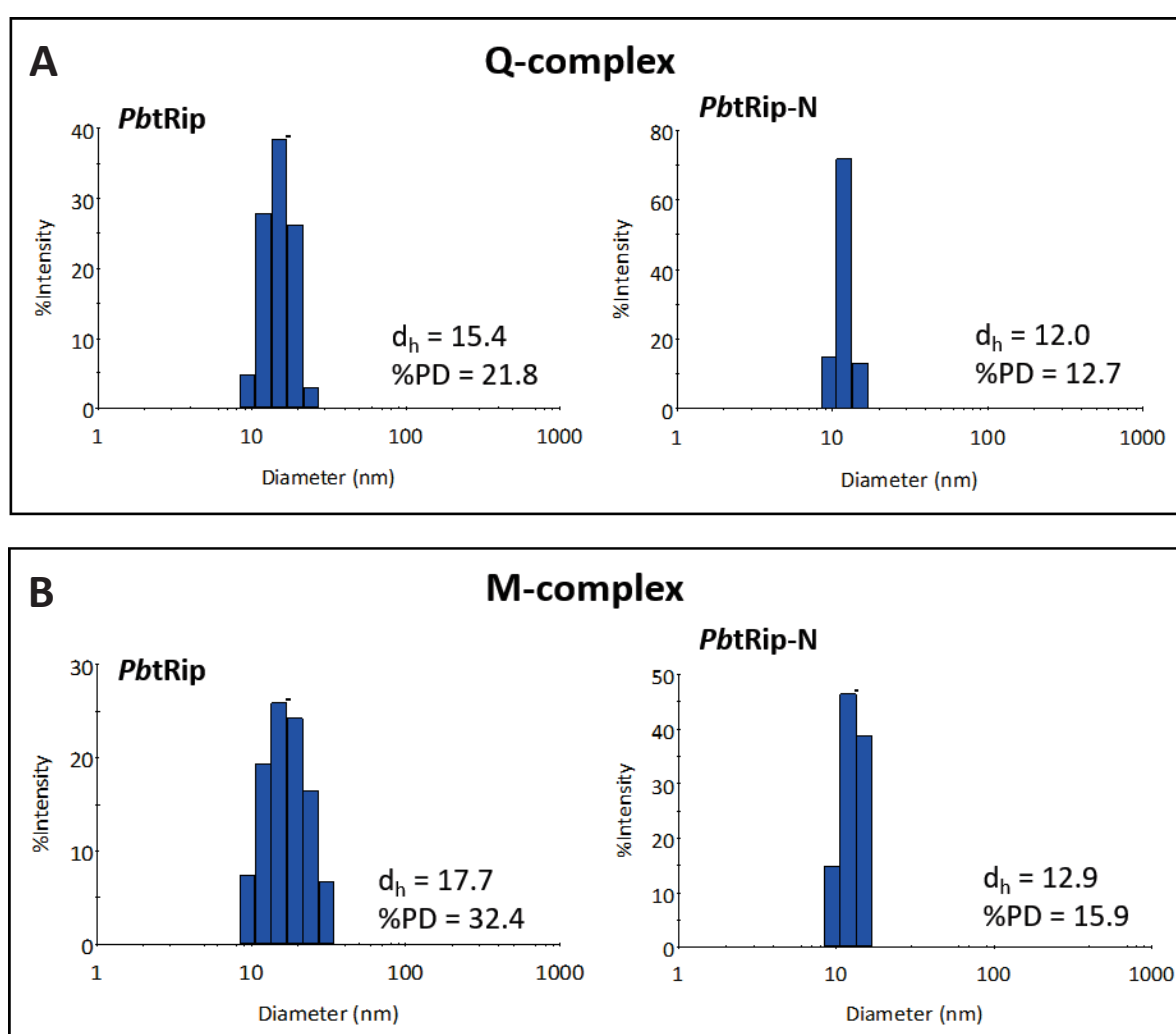 A
Q-complex
PbtRip
40
30
20
10
0
%Intensity
1
10
100
1000
Diameter (nm)
dh = 15.4
%PD = 21.8
PbtRip-N
80
60
40
20
0
%Intensity
1
10
100
1000
Diameter (nm)
dh = 12.0
%PD = 12.7
B
M-complex
PbtRip
30
20
10
0
%Intensity
1
10
100
1000
Diameter (nm)
dh = 17.7
%PD = 32.4
PbtRip-N
50
40
30
20
10
0
%Intensity
1
10
100
1000
Diameter (nm)
dh = 12.9
%PD = 15.9